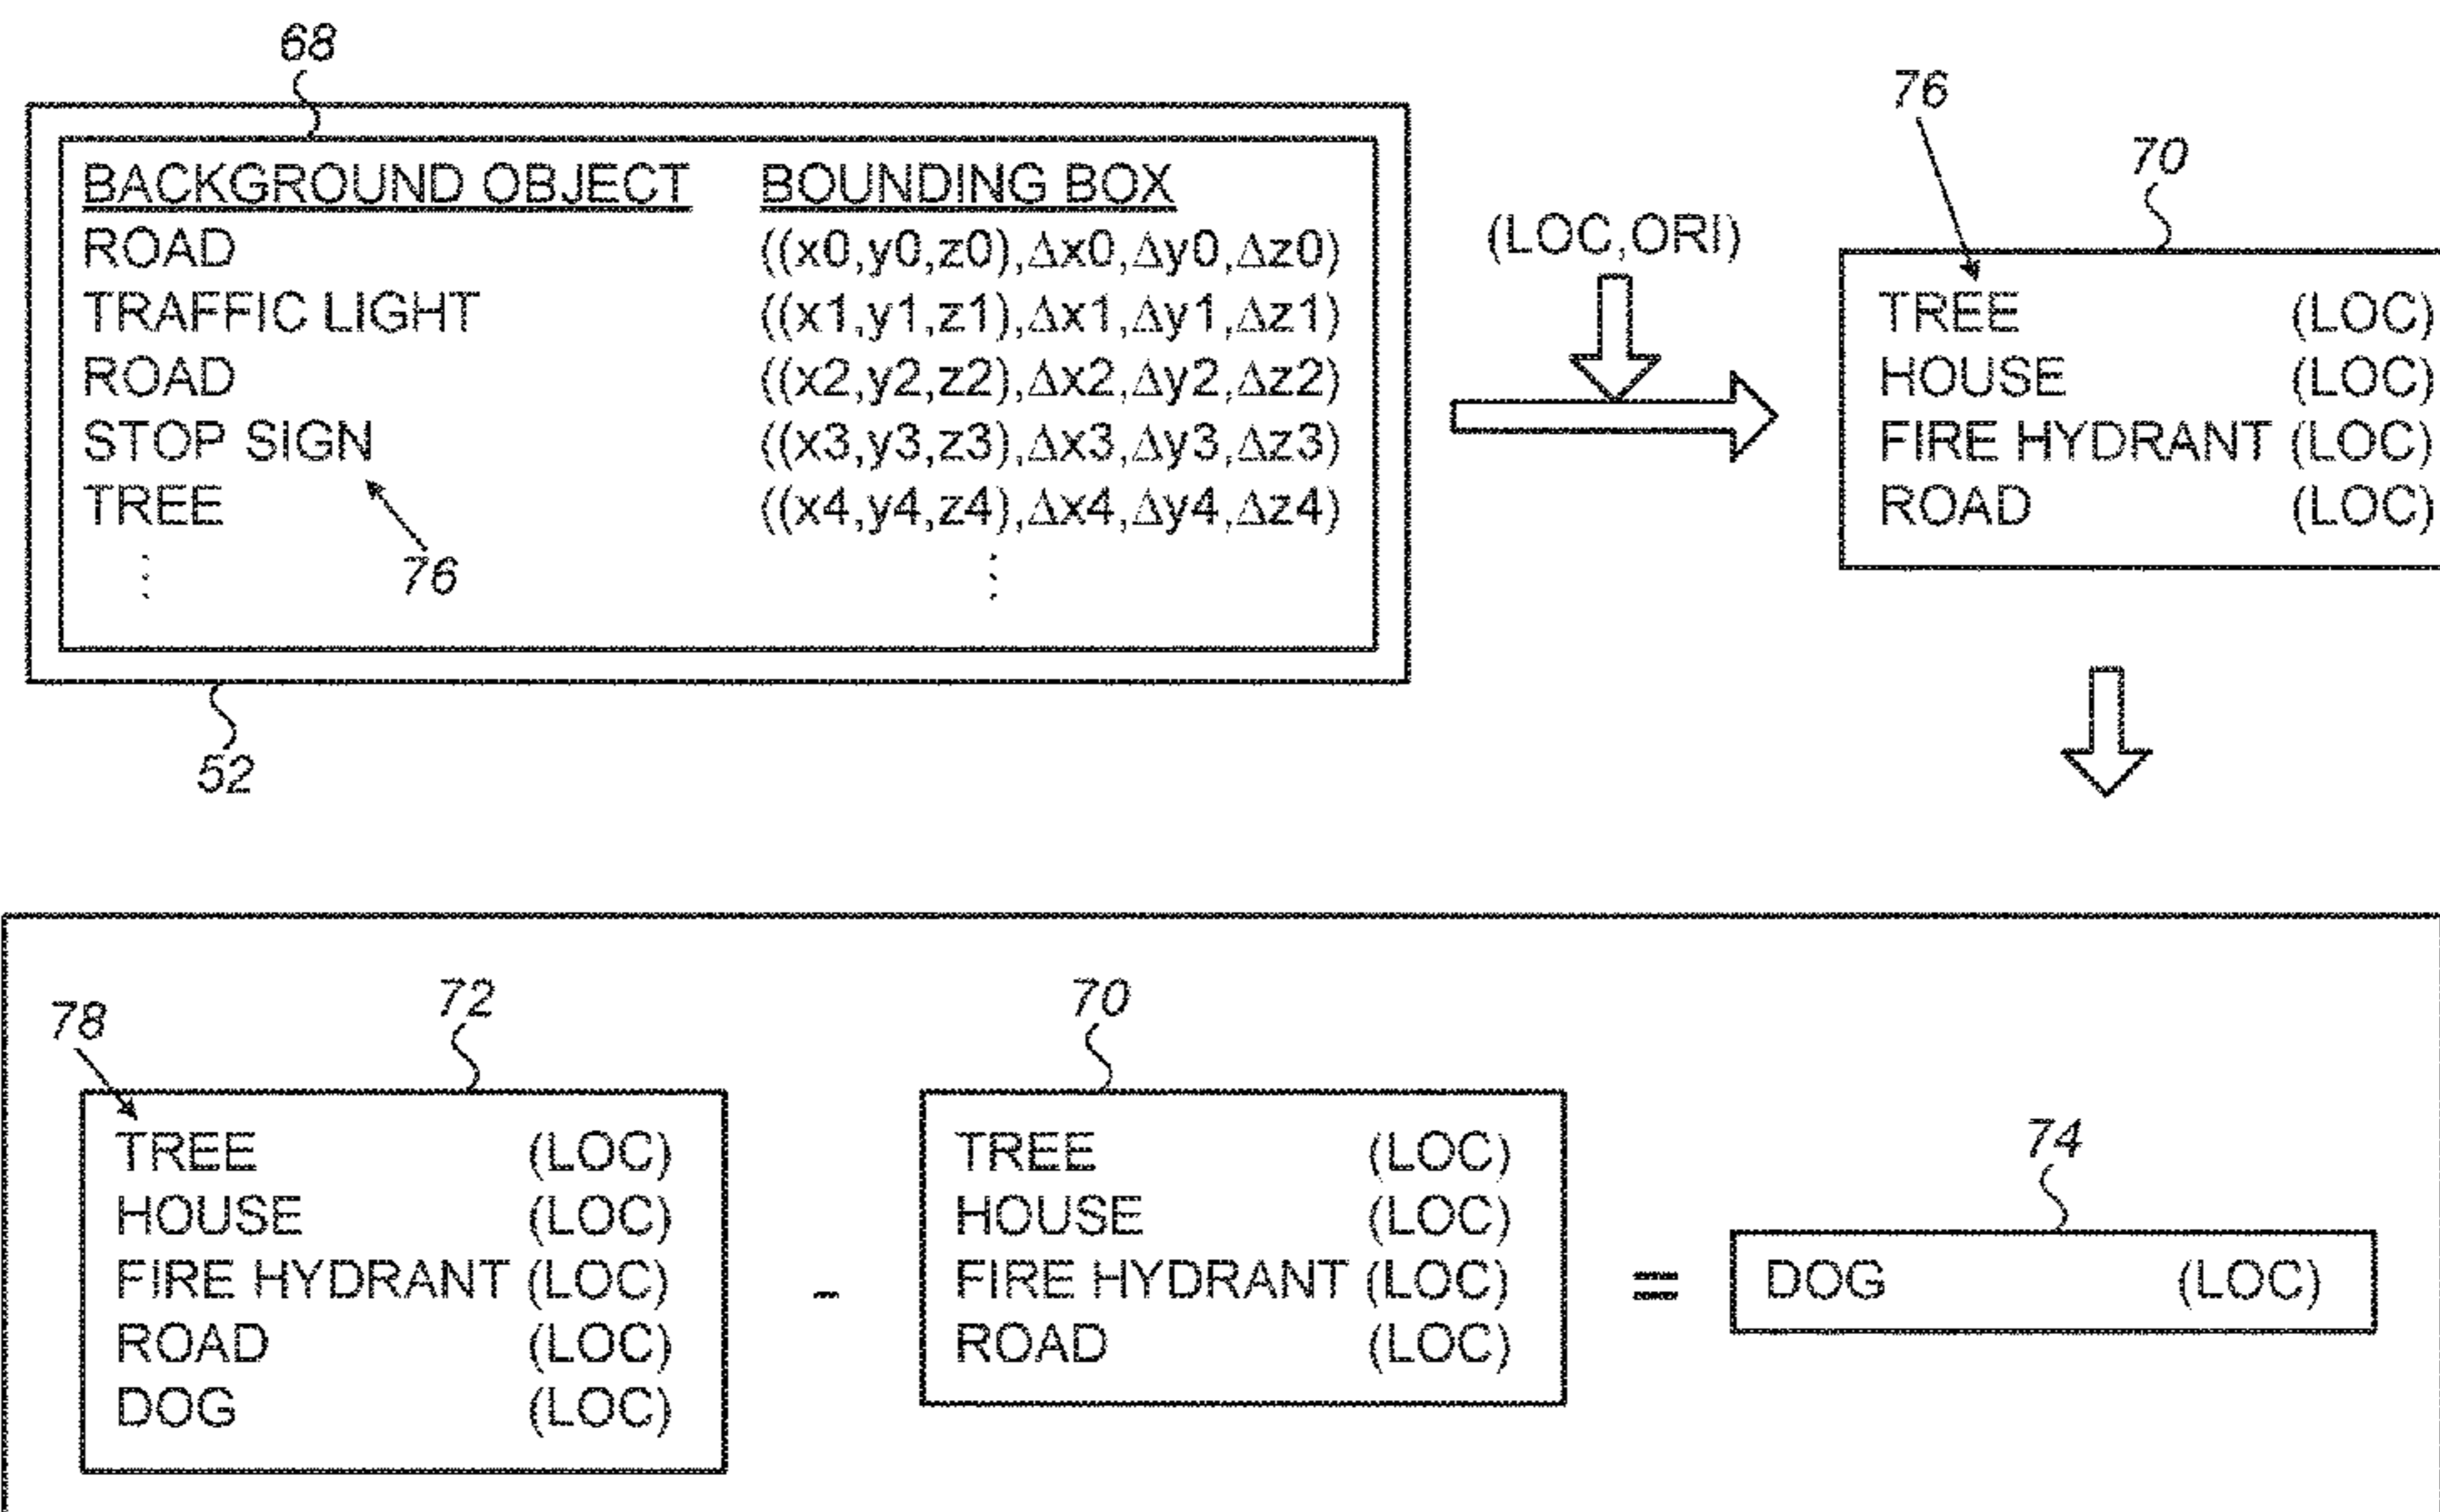 68
BACKGROUND OBJECT BOUNDING BOX
ROAD ((x0,y0,z0),Δx0,Δy0,Δz0)
TRAFFIC LIGHT ((x1,y1,z1),Δx1,Δy1,Δz1)
ROAD ((x2,y2,z2),Δx2,Δy2,Δz2)
STOP SIGN ((x3,y3,z3),Δx3,Δy3,Δz3)
TREE ((x4,y4,z4),Δx4,Δy4,Δz4)
⋮ ⋮
76
52
(LOC,ORI)
76
70
TREE (LOC)
HOUSE (LOC)
FIRE HYDRANT (LOC)
ROAD (LOC)
78
72
TREE (LOC)
HOUSE (LOC)
FIRE HYDRANT (LOC)
ROAD (LOC)
DOG (LOC)
-
70
TREE (LOC)
HOUSE (LOC)
FIRE HYDRANT (LOC)
ROAD (LOC)
=
74
DOG (LOC)